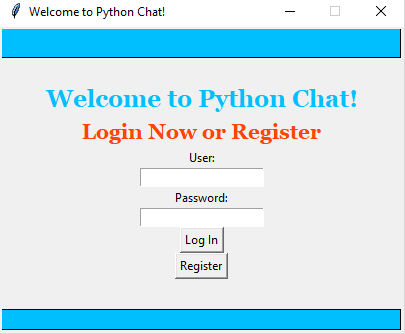 Welcome to Python Chat!
Welcome to Python Chat!
Login Now or Register
User:
Password:
Log In
Register